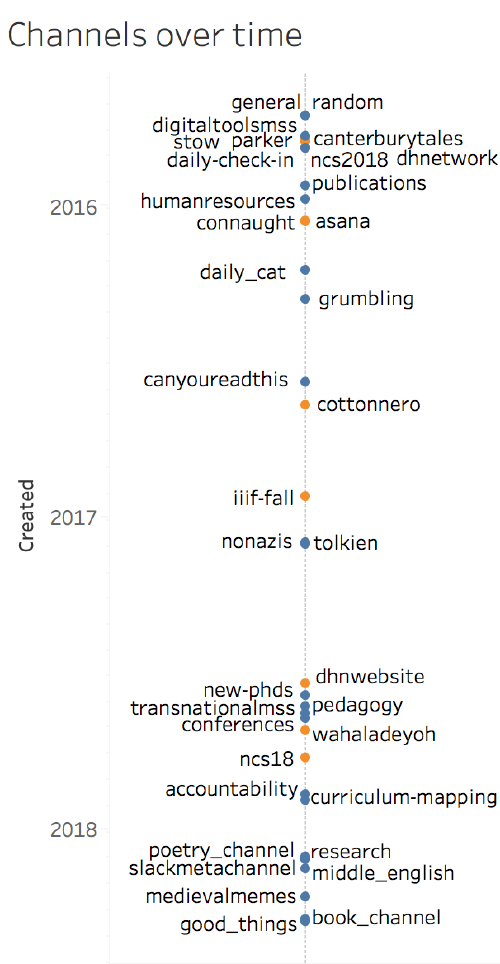 Channels over time
general random
digitaltoolsmss
stow parker canterburytales
daily-check-in ncs2018 dhnetwork
publications
humanresources
2016
connaught asana
daily_cat
grumbling
canyoureadthis
cottonnero
iiif-fall
Created
2017
nonazis tolkien
dhnwebsite
new-phds
transnationalmss pedagogy
conferences
wahaladeyoh
ncs18
accountability
curriculum-mapping
2018
poetry_channel research
slackmetachannel
middle_english
medievalmemes
good_things book_channel